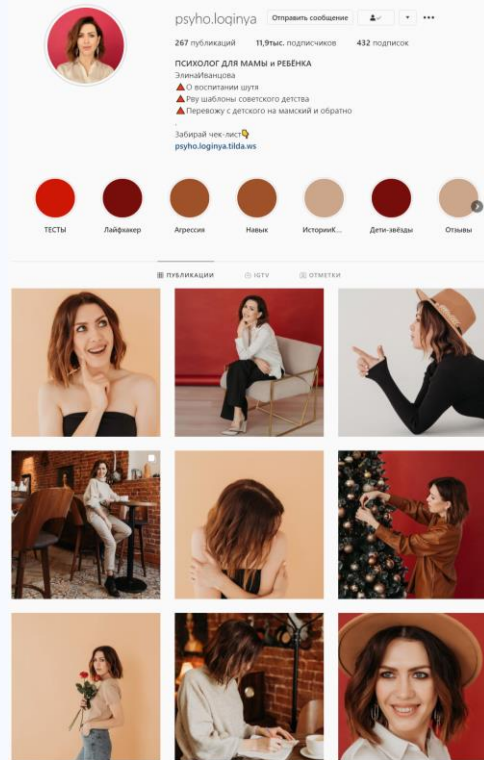 psyho.loginya Отправить сообщение
267 публикаций 11,9тыс. подписчиков 432 подписок
ПСИХОЛОГ ДЛЯ МАМЫ и РЕБЁНКА
ЭлинаИванцова
🔺О воспитании шутя
🔺Рву шаблоны советского детства
🔺Перевожу с детского на мамский и обратно
.
Забирай чек-лист👇
psyho.loginya.tilda.ws
ТЕСТЫ Лайфхакер Агрессия Навык ИсторииК... Дети-звёзды Отзывы
ПУБЛИКАЦИИ IGTV ОТМЕТКИ